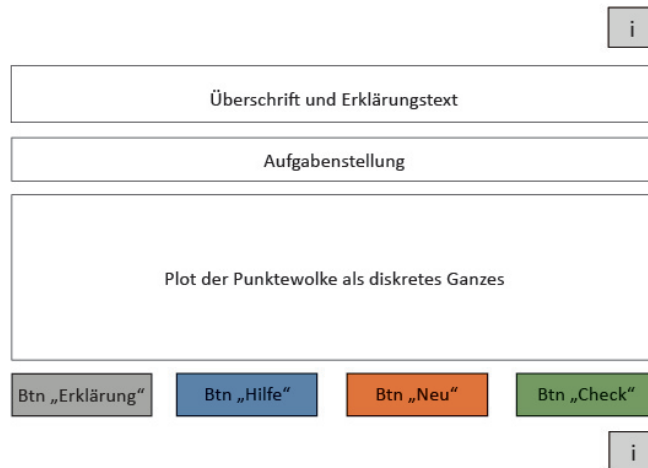 i
Überschrift und Erklärungstext
Aufgabenstellung
Plot der Punktewolke als diskretes Ganzes
Btn „Erklärung“
Btn „Hilfe“
Btn „Neu“
Btn „Check“
i